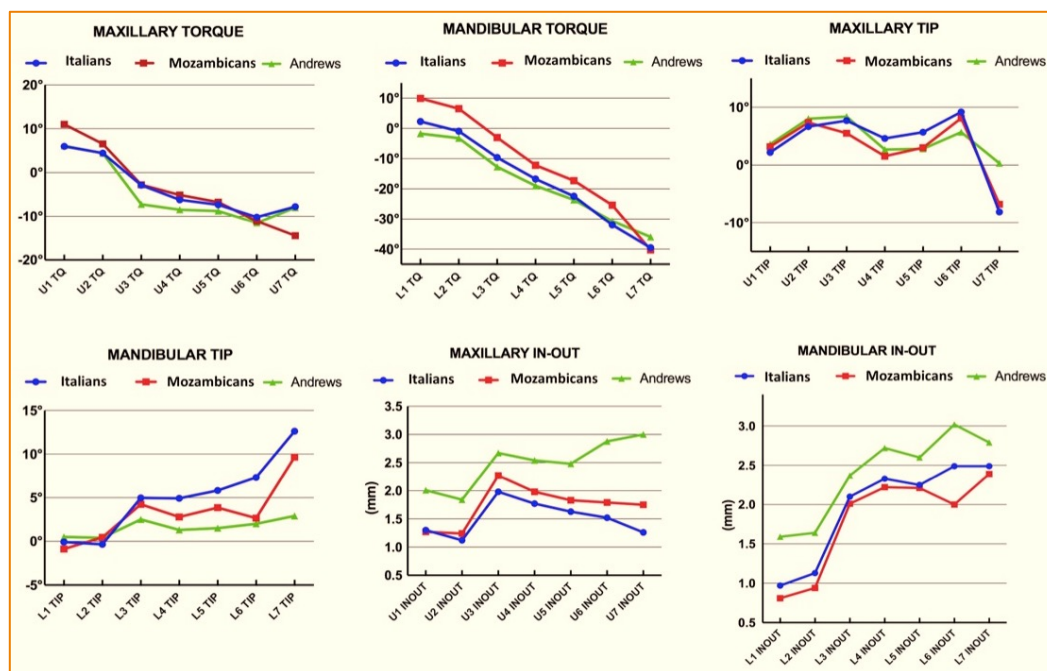 MAXILLARY TORQUE
Italians Mozambicans Andrews
20°
10°
0°
-10°
-20°
U1 TQ U2 TQ U3 TQ U4 TQ U5 TQ U6 TQ U7 TQ
MANDIBULAR TORQUE
Italians Mozambicans Andrews
10°
0°
-10°
-20°
-30°
-40°
L1 TQ L2 TQ L3 TQ L4 TQ L5 TQ L6 TQ L7 TQ
MAXILLARY TIP
Italians Mozambicans Andrews
10°
0°
-10°
U1 TIP U2 TIP U3 TIP U4 TIP U5 TIP U6 TIP U7 TIP
MANDIBULAR TIP
Italians Mozambicans Andrews
15°
10°
5°
0°
-5°
L1 TIP L2 TIP L3 TIP L4 TIP L5 TIP L6 TIP L7 TIP
MAXILLARY IN-OUT
Italians Mozambicans Andrews
(mm)
3.5
3.0
2.5
2.0
1.5
1.0
0.5
U1 INOUT U2 INOUT U3 INOUT U4 INOUT U5 INOUT U6 INOUT U7 INOUT
MANDIBULAR IN-OUT
Italians Mozambicans Andrews
(mm)
3.0
2.5
2.0
1.5
1.0
0.5
L1 INOUT L2 INOUT L3 INOUT L4 INOUT L5 INOUT L6 INOUT L7 INOUT